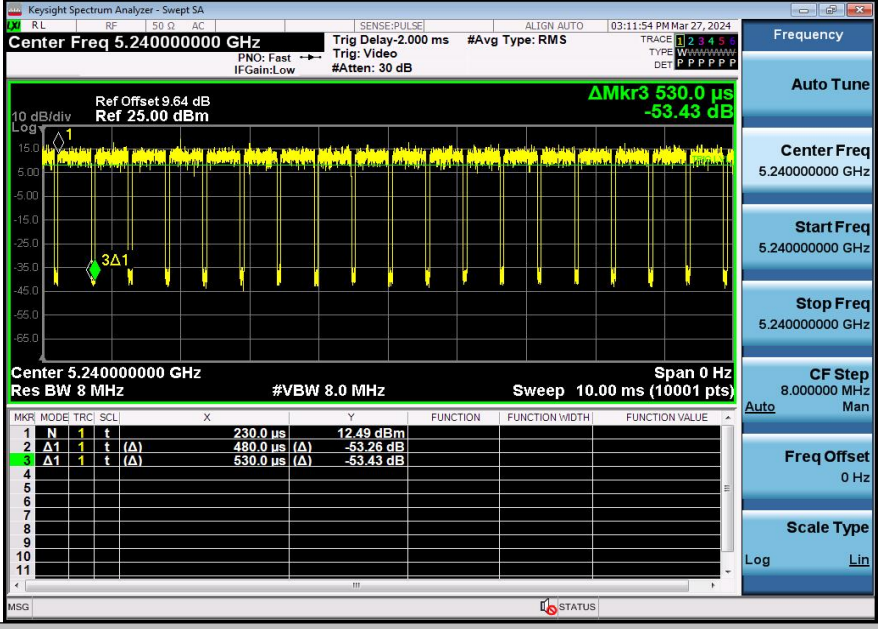 Keysight Spectrum Analyzer - Swept SA
LXI RL RF 50 Ω AC SENSE:PULSE ALIGN AUTO 03:11:54 PM Mar 27, 2024
Center Freq 5.240000000 GHz
PNO: Fast
IFGain:Low
Trig Delay-2.000 ms
Trig: Video
#Atten: 30 dB
#Avg Type: RMS
TRACE 1 2 3 4 5 6
TYPE WWWWWW
DET P P P P P P
ΔMkr3 530.0 µs
-53.43 dB
Ref Offset 9.64 dB
10 dB/div Ref 25.00 dBm
Log
1
15.0
5.00
-5.00
-15.0
-25.0
3Δ1
-35.0
-45.0
-55.0
-65.0
Center 5.240000000 GHz Span 0 Hz
Res BW 8 MHz #VBW 8.0 MHz Sweep 10.00 ms (10001 pts)
MKR MODE TRC SCL X Y FUNCTION FUNCTION WIDTH FUNCTION VALUE
1 N 1 t 230.0 µs 12.49 dBm
2 Δ1 1 t (Δ) 480.0 µs (Δ) -53.26 dB
3 Δ1 1 t (Δ) 530.0 µs (Δ) -53.43 dB
4
5
6
7
8
9
10
11
MSG STATUS
Frequency
Auto Tune
Center Freq
5.240000000 GHz
Start Freq
5.240000000 GHz
Stop Freq
5.240000000 GHz
CF Step
8.000000 MHz
Auto Man
Freq Offset
0 Hz
Scale Type
Log Lin